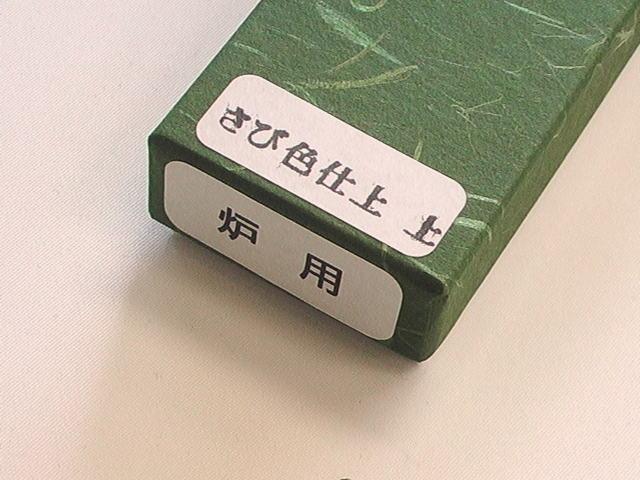 さび色仕上 上
炉 用